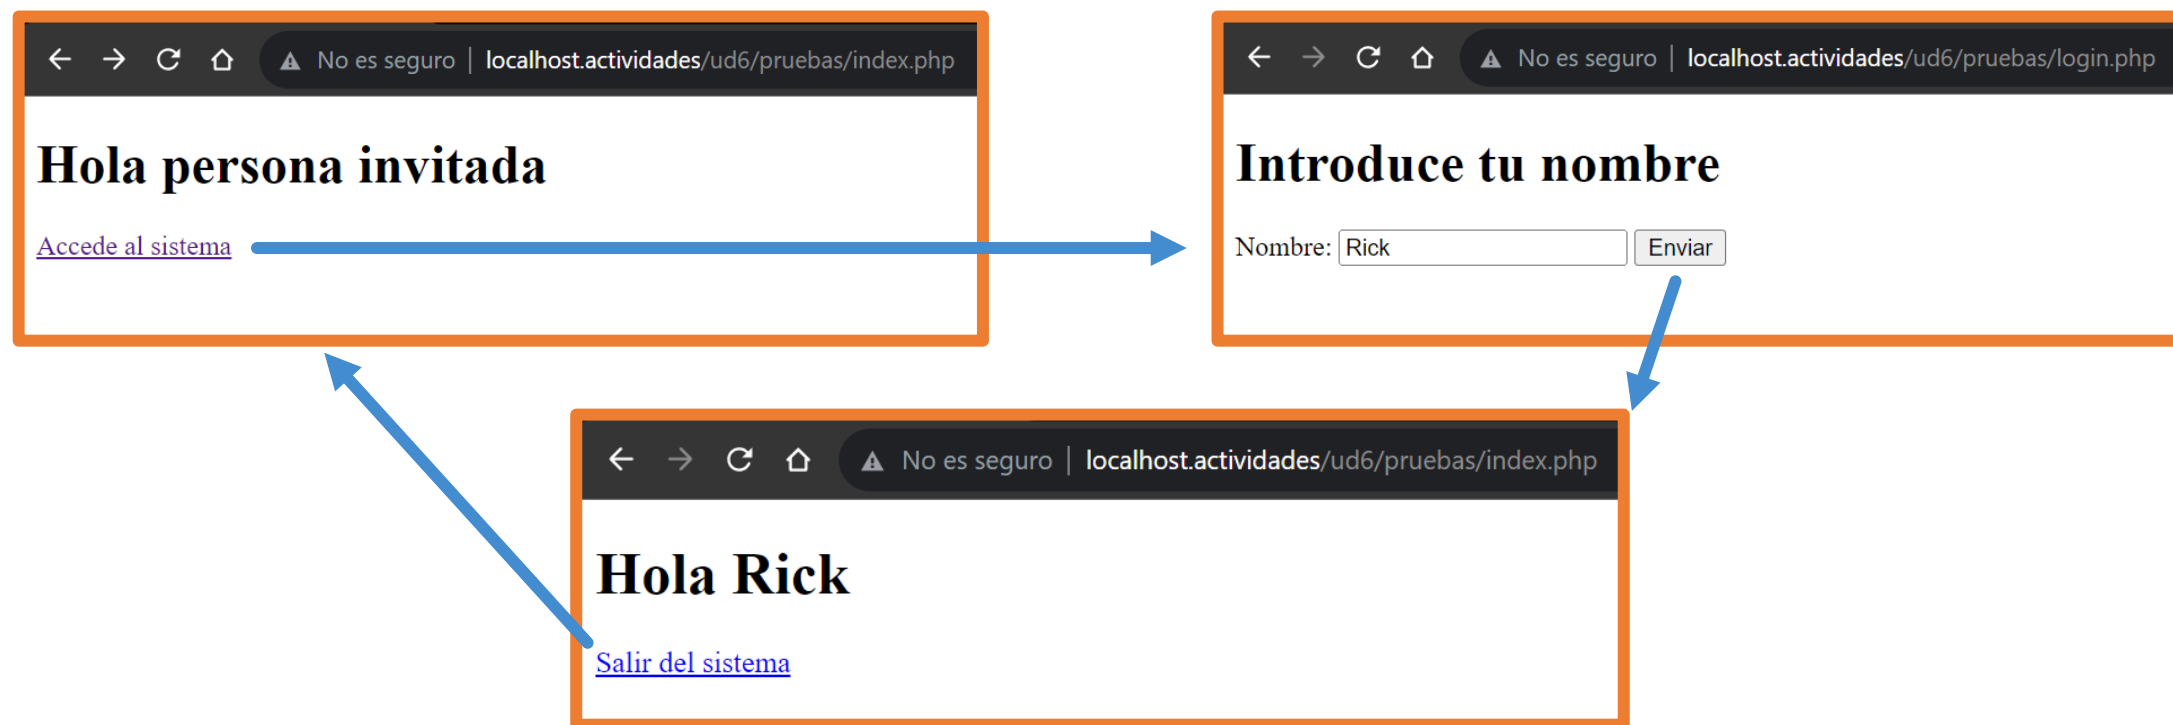 No es seguro | localhost.actividades/ud6/pruebas/index.php
Hola persona invitada
Accede al sistema
No es seguro | localhost.actividades/ud6/pruebas/login.php
Introduce tu nombre
Nombre: Rick Enviar
No es seguro | localhost.actividades/ud6/pruebas/index.php
Hola Rick
Salir del sistema